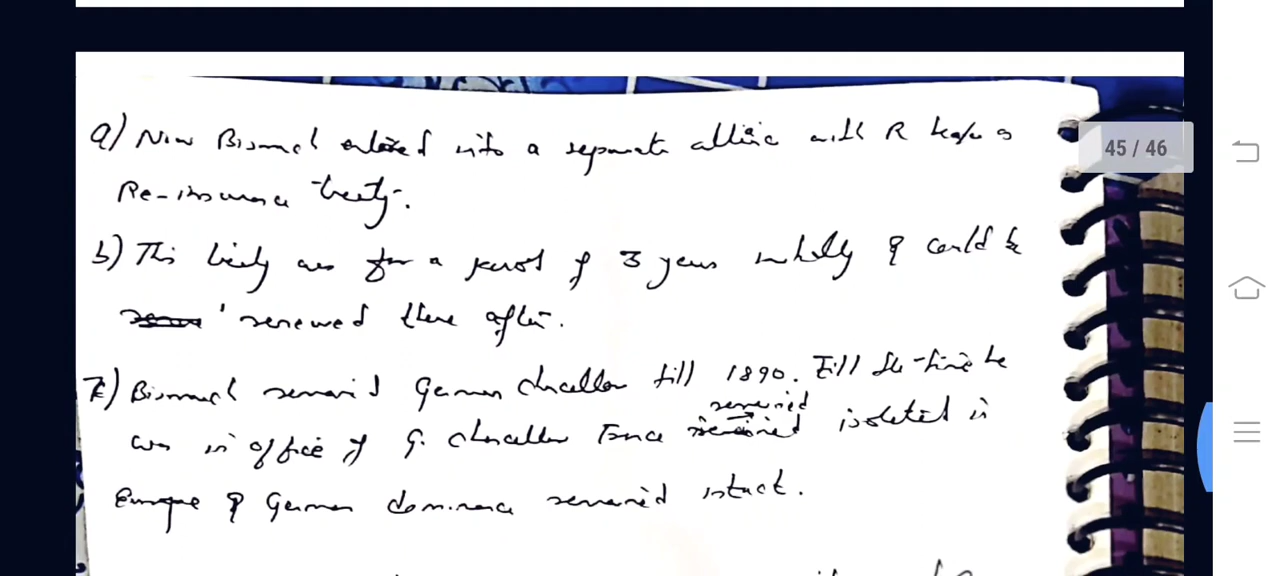 a) Now Bismarck entered into a separate alliance with R
Re-insurance treaty.
b) This treaty was for a period of 3 years initially & could be
renewed there after.
7) Bismarck remained German chancellor till 1890. Till the time he
was in office of G. chancellor France remained isolated in
Europe & German dominance remained intact.
45 / 46